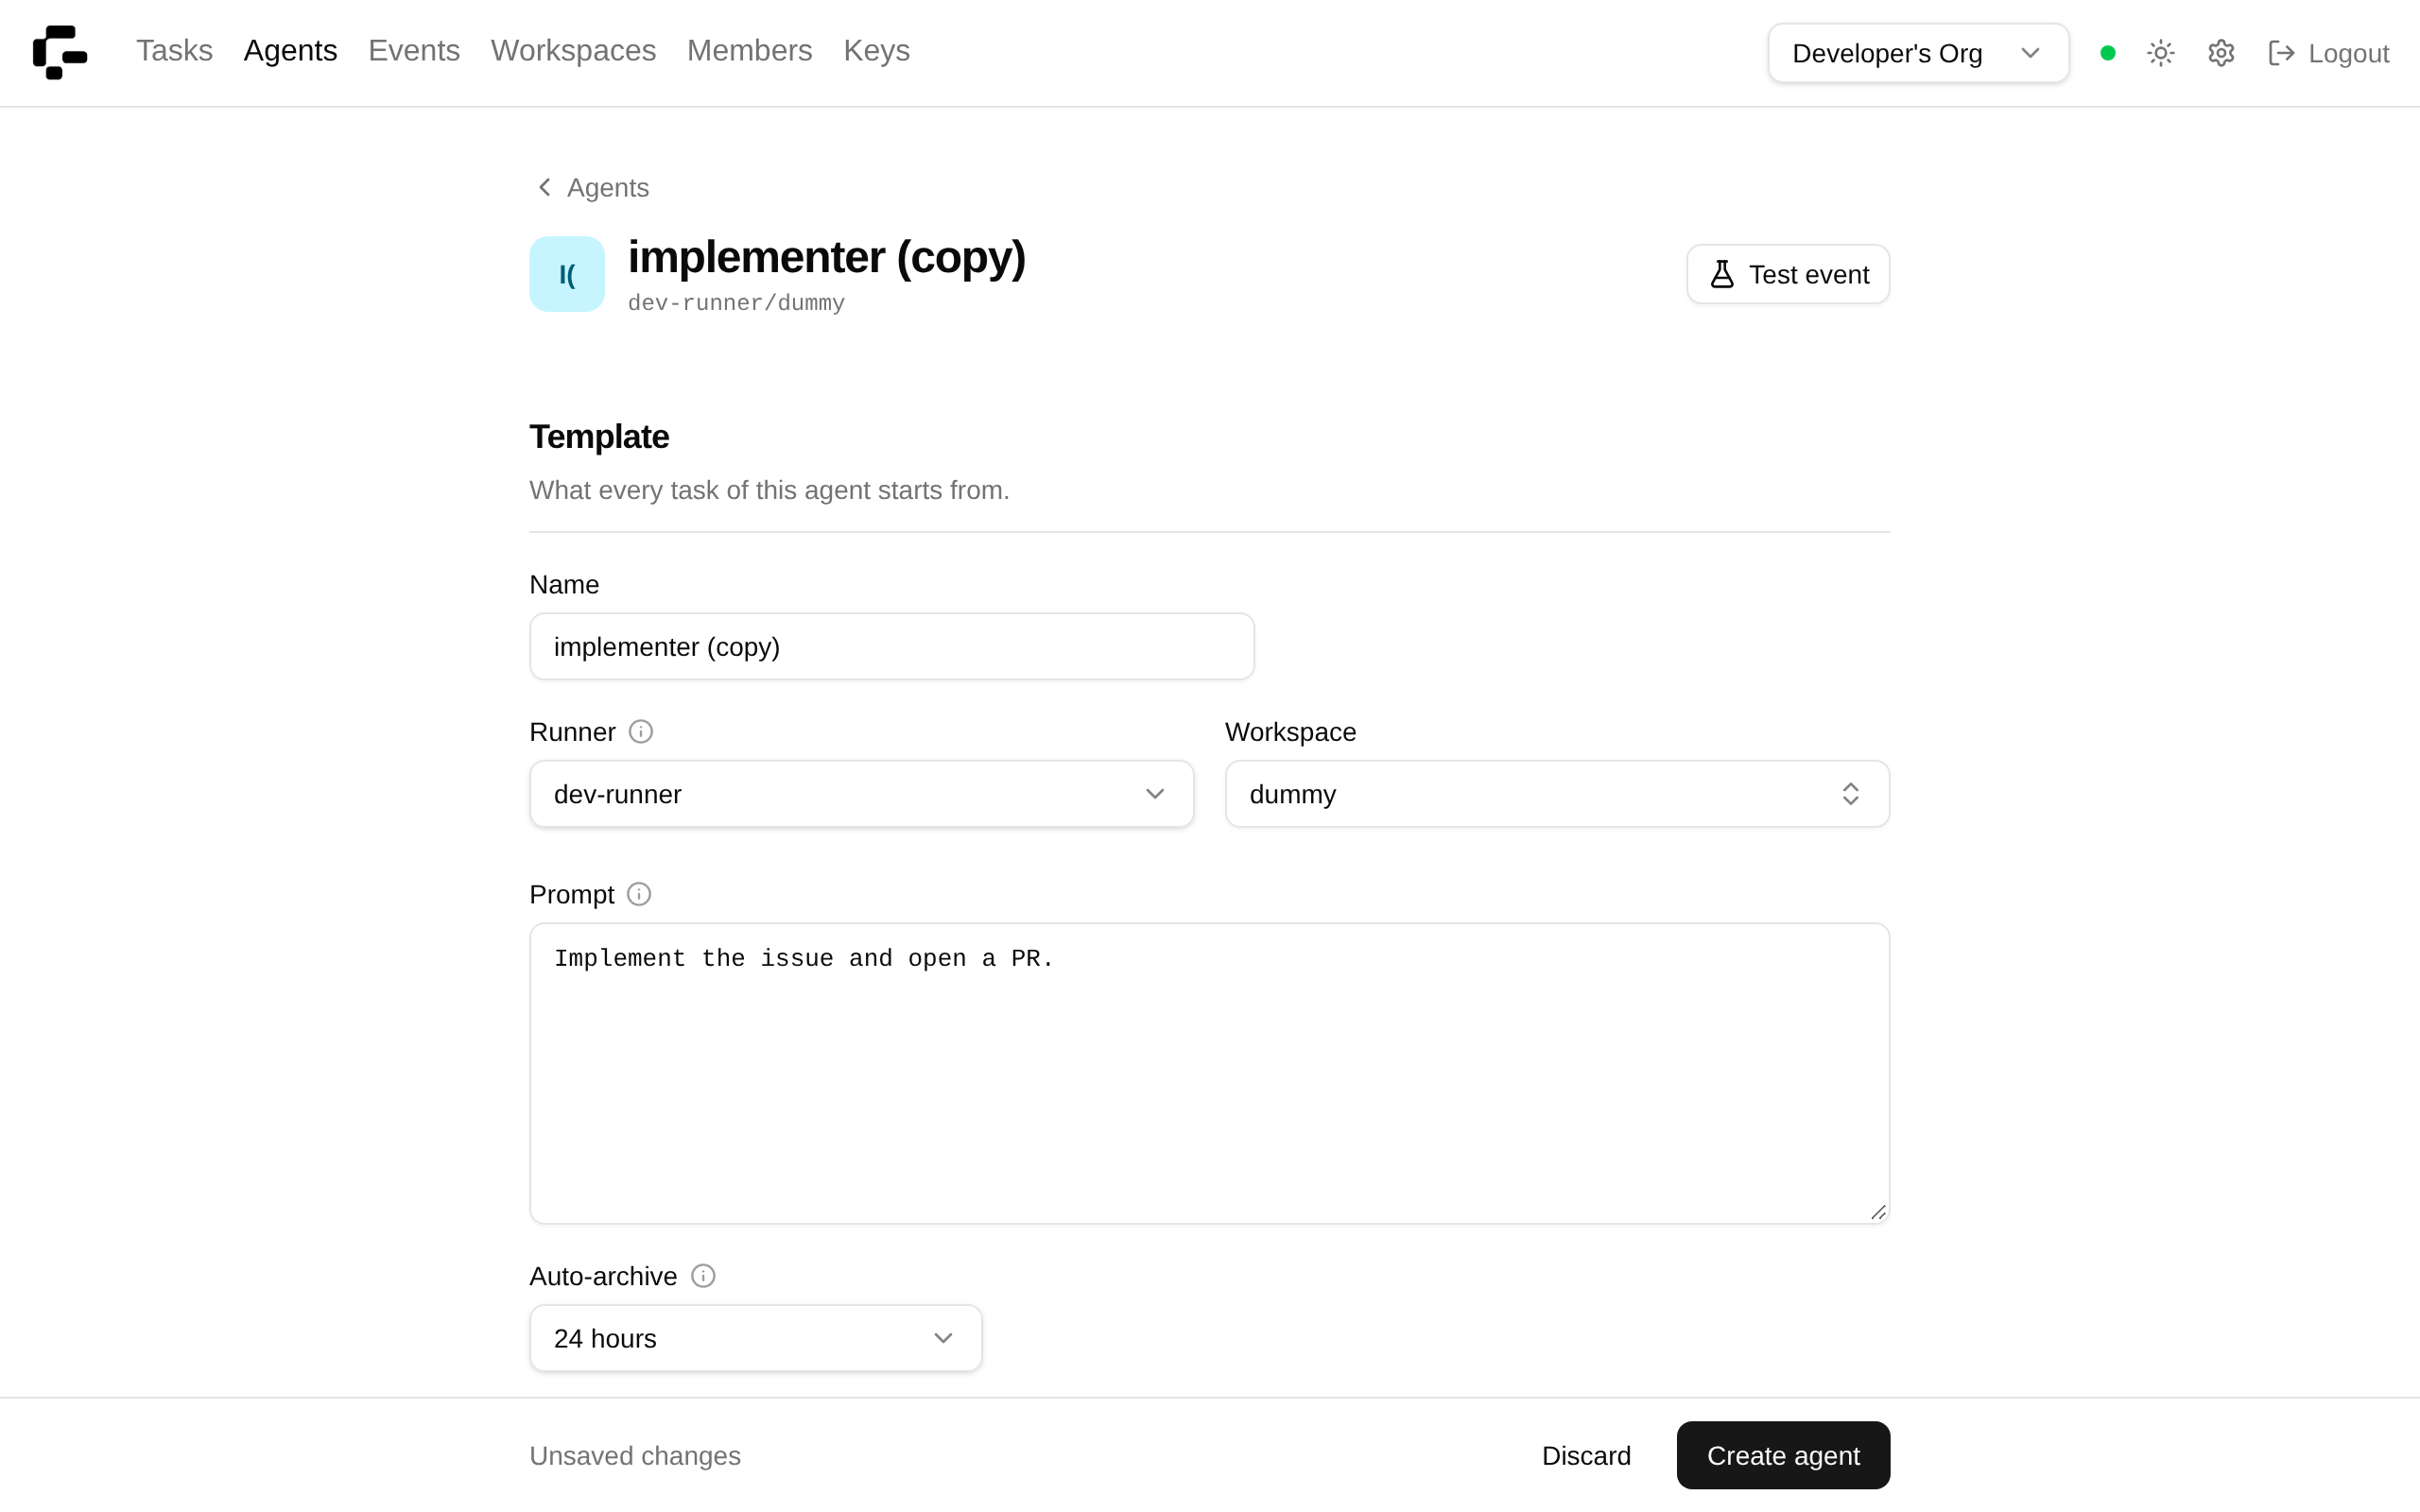 Tasks Agents Events Workspaces Members Keys Developer's Org Logout
Agents
I(
implementer (copy)
dev-runner/dummy
Test event
Template
What every task of this agent starts from.
Name
implementer (copy)
Runner Workspace
dev-runner dummy
Prompt
Implement the issue and open a PR.
Auto-archive
24 hours
Unsaved changes Discard Create agent